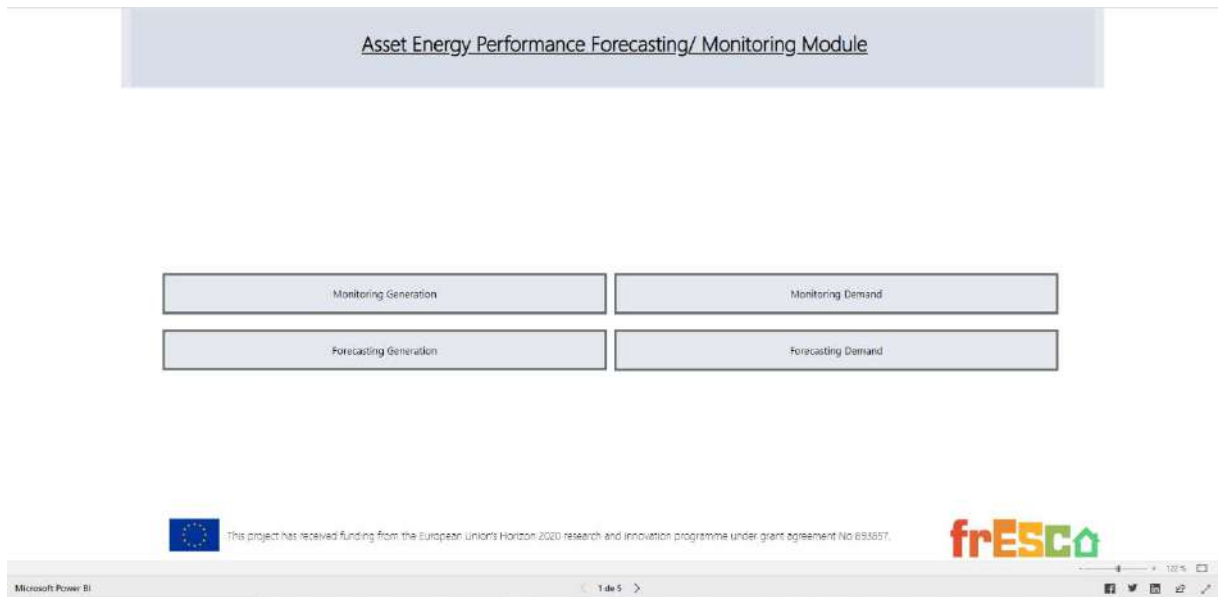 Asset Energy Performance Forecasting/ Monitoring Module
Monitoring Generation
Monitoring Demand
Forecasting Generation
Forecasting Demand
This project has received funding from the European Union's Horizon 2020 research and innovation programme under grant agreement No 893857.
frESCO
122%
Microsoft Power BI
1 de 5